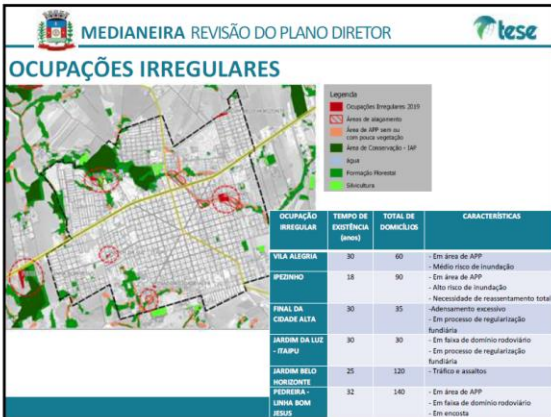 MEDIANEIRA REVISÃO DO PLANO DIRETOR
tese
OCUPAÇÕES IRREGULARES
Legenda
Ocupações Irregulares 2019
Áreas de alagamento
Área de APP sem ou
com pouca vegetação
Área de Conservação - IAP
Água
Formação Florestal
Silvicultura
OCUPAÇÃO IRREGULAR TEMPO DE EXISTÊNCIA (anos) TOTAL DE DOMICÍLIOS CARACTERÍSTICAS
VILA ALEGRIA 30 60 - Em área de APP
- Médio risco de inundação
IPEZINHO 18 90 - Em área de APP
- Alto risco de inundação
- Necessidade de reassentamento total
FINAL DA CIDADE ALTA 30 35 -Adensamento excessivo
- Em processo de regularização
fundiária
JARDIM DA LUZ - ITAIPU 30 30 - Em faixa de domínio rodoviário
- Em processo de regularização
fundiária
JARDIM BELO HORIZONTE 25 120 - Tráfico e assaltos
PEDREIRA - LINHA BOM JESUS 32 140 - Em área de APP
- Em faixa de domínio rodoviário
- Em encosta